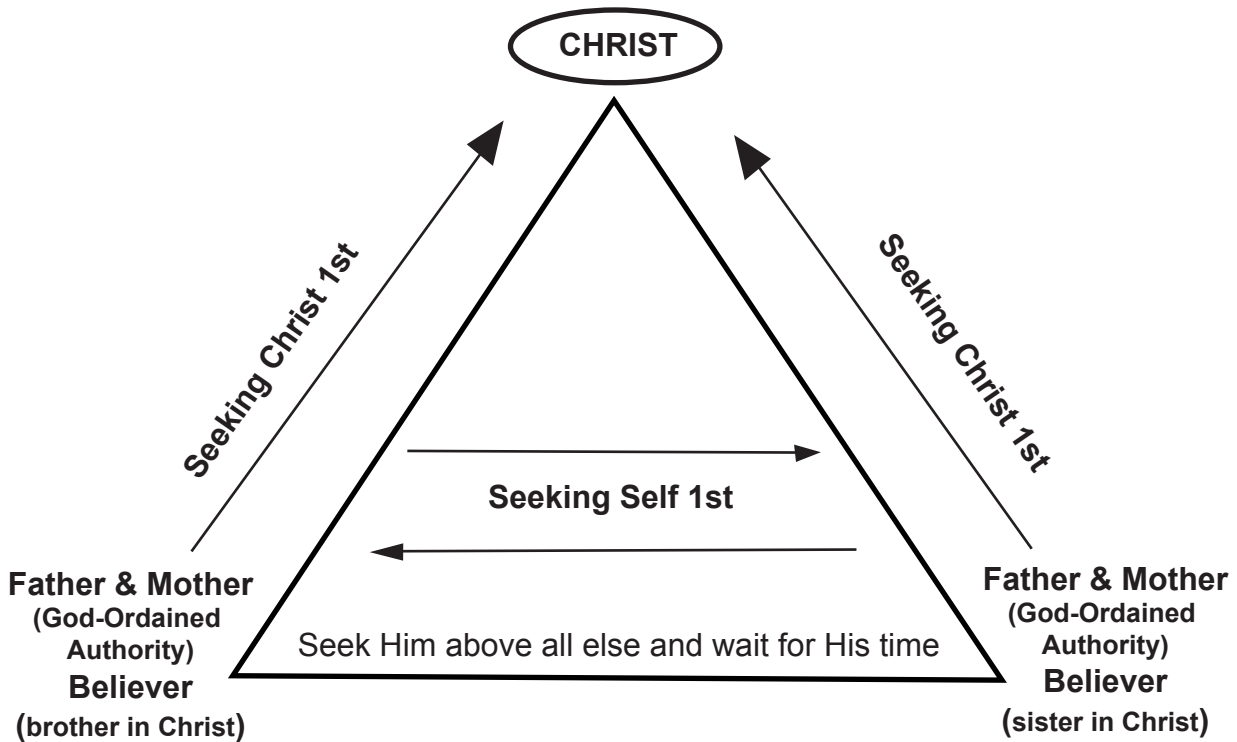 CHRIST
Seeking Christ 1st
Seeking Christ 1st
Seeking Self 1st
Father & Mother
(God-Ordained
Authority)
Believer
(brother in Christ)
Seek Him above all else and wait for His time
Father & Mother
(God-Ordained
Authority)
Believer
(sister in Christ)